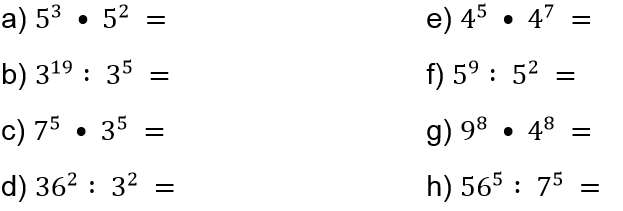 a) 5³ • 5² =
e) 4⁵ • 4⁷ =
b) 3¹⁹ : 3⁵ =
f) 5⁹ : 5² =
c) 7⁵ • 3⁵ =
g) 9⁸ • 4⁸ =
d) 36² : 3² =
h) 56⁵ : 7⁵ =